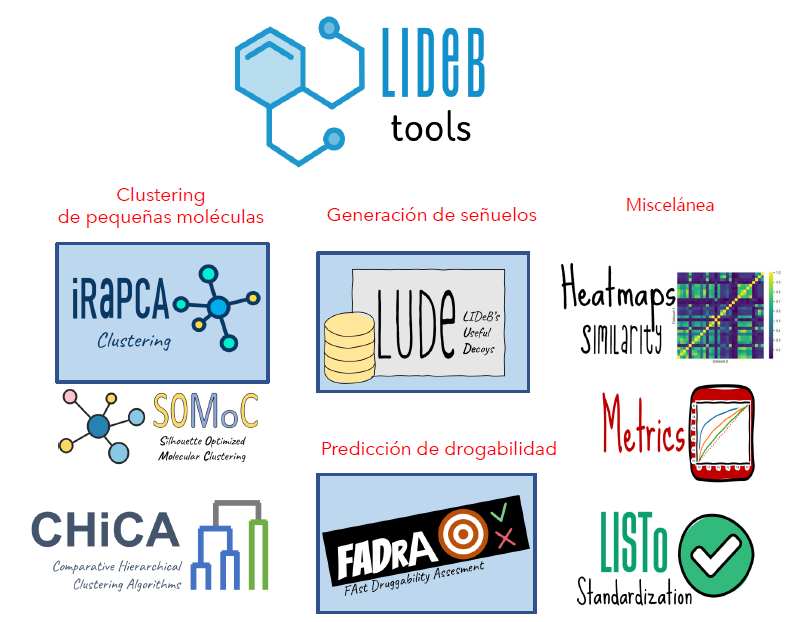 LIDeB
tools
Clustering
de pequeñas moléculas
iRaPCA
Clustering
SOMoC
Silhouette Optimized
Molecular Clustering
CHiCA
Comparative Hierarchical
Clustering Algorithms
Generación de señuelos
LUDe
LIDeB's
Useful
Decoys
Predicción de drogabilidad
FADRA
FAst Druggability Assesment
Miscelánea
Heatmaps
SIMILARITY
Metrics
LISTo
Standardization